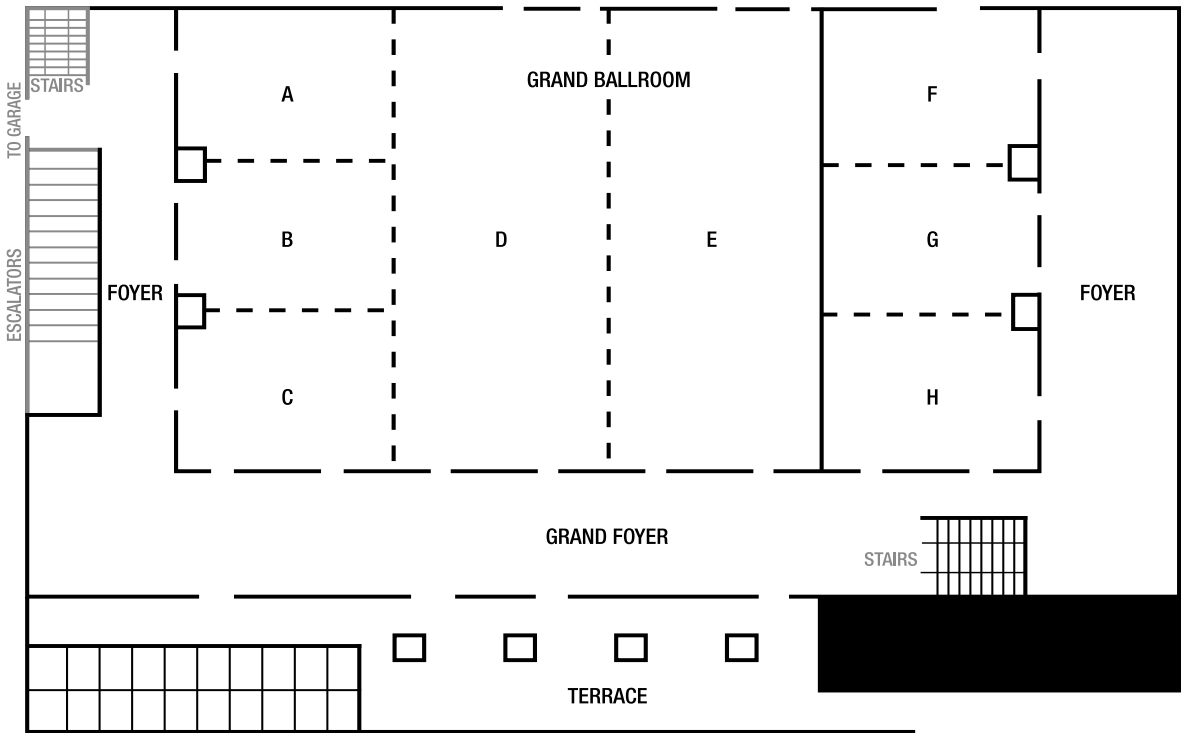 STAIRS
TO GARAGE
ESCALATORS
FOYER
A
B
C
GRAND BALLROOM
D
E
F
G
H
FOYER
GRAND FOYER
STAIRS
TERRACE